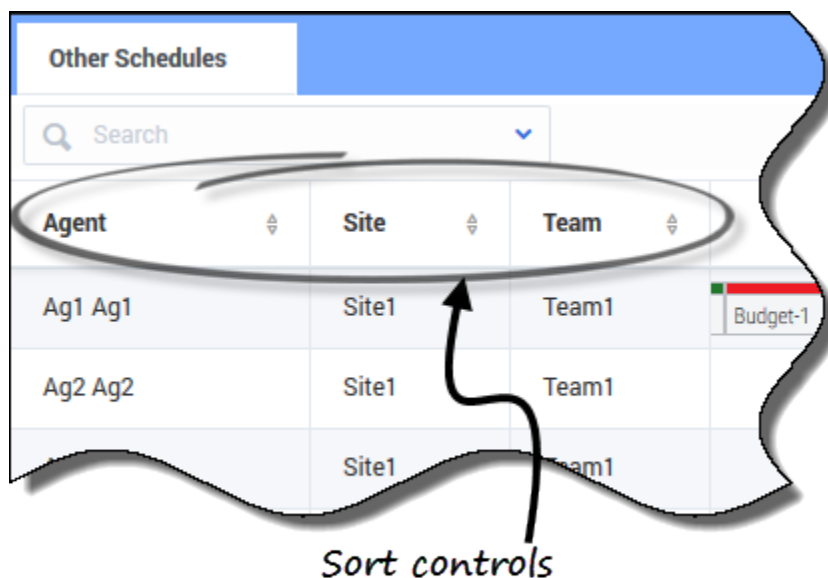 Other Schedules
Search
Agent Site Team
Ag1 Ag1 Site1 Team1 Budget-1
Ag2 Ag2 Site1 Team1
Site1 Team1
Sort controls